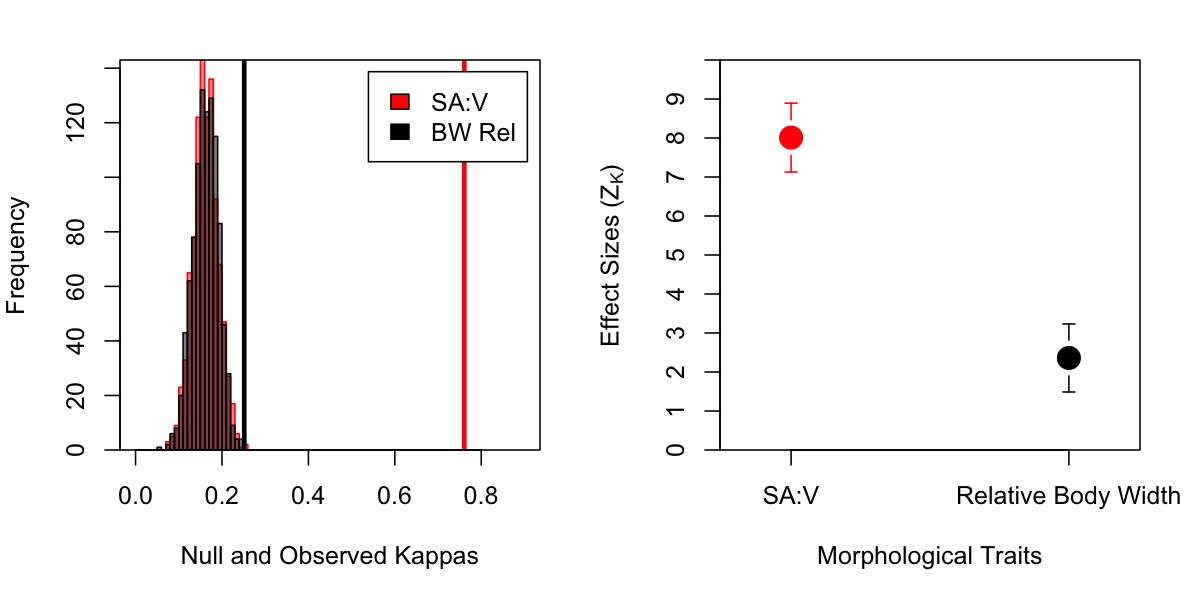 Frequency
0
20
40
60
80
120
0.0
0.2
0.4
0.6
0.8
Null and Observed Kappas
SA:V
BW Rel
Effect Sizes (Z_K)
0
1
2
3
4
5
6
7
8
9
SA:V
Relative Body Width
Morphological Traits